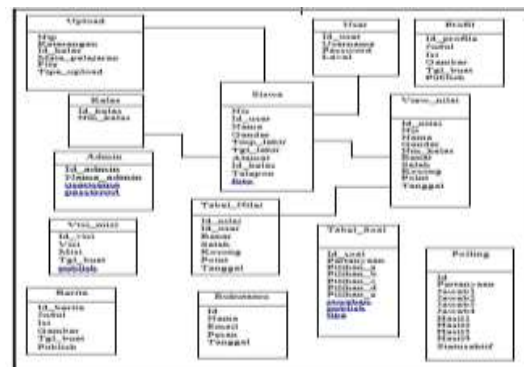 Upload
Nip
Keterangan
Id_kelas
Mata_pelajaran
File
Tipe_upload
User
Id_user
Username
Password
Level
Profil
Id_profile
Judul
Isi
Gambar
Tgl_buat
Publish
Kelas
Id_kelas
Nm_kelas
Siswa
Nis
Id_user
Nama
Gender
Tmp_lahir
Tgl_lahir
Alamat
Id_kelas
Telepon
foto
View_nilai
Id_nilai
Nis
Nama
Gender
Nm_kelas
Benar
Salah
Kosong
Point
Tanggal
Admin
Id_admin
Nama_admin
username
password
Visi_misi
Id_visi
Visi
Misi
Tgl_buat
publish
Tabel_Nilai
Id_nilai
Id_user
Benar
Salah
Kosong
Point
Tanggal
Tabel_Soal
Id_soal
Pertanyaan
Pilihan_a
Pilihan_b
Pilihan_c
Pilihan_d
Pilihan_e
jawaban
publish
tipe
Polling
Id
Pertanyaan
Jawab1
Jawab2
Jawab3
Jawab4
Hasil1
Hasil2
Hasil3
Hasil4
Statusaktif
Berita
Id_berita
Judul
Isi
Gambar
Tgl_buat
Publish
Bukutamu
Id
Nama
Email
Pesan
Tanggal